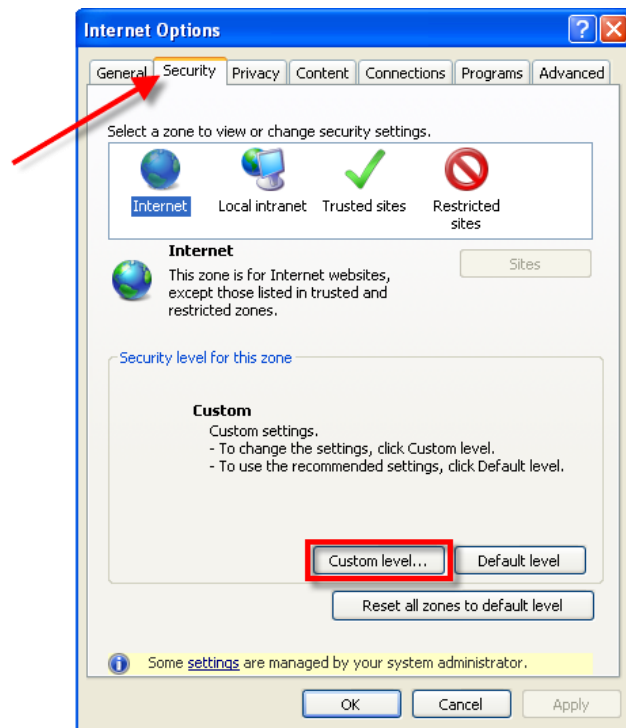 Internet Options
General Security Privacy Content Connections Programs Advanced
Select a zone to view or change security settings.
Internet Local intranet Trusted sites Restricted
sites
Internet
Sites
This zone is for Internet websites,
except those listed in trusted and
restricted zones.
Security level for this zone
Custom
Custom settings.
- To change the settings, click Custom level.
- To use the recommended settings, click Default level.
Custom level... Default level
Reset all zones to default level
Some settings are managed by your system administrator.
OK Cancel Apply